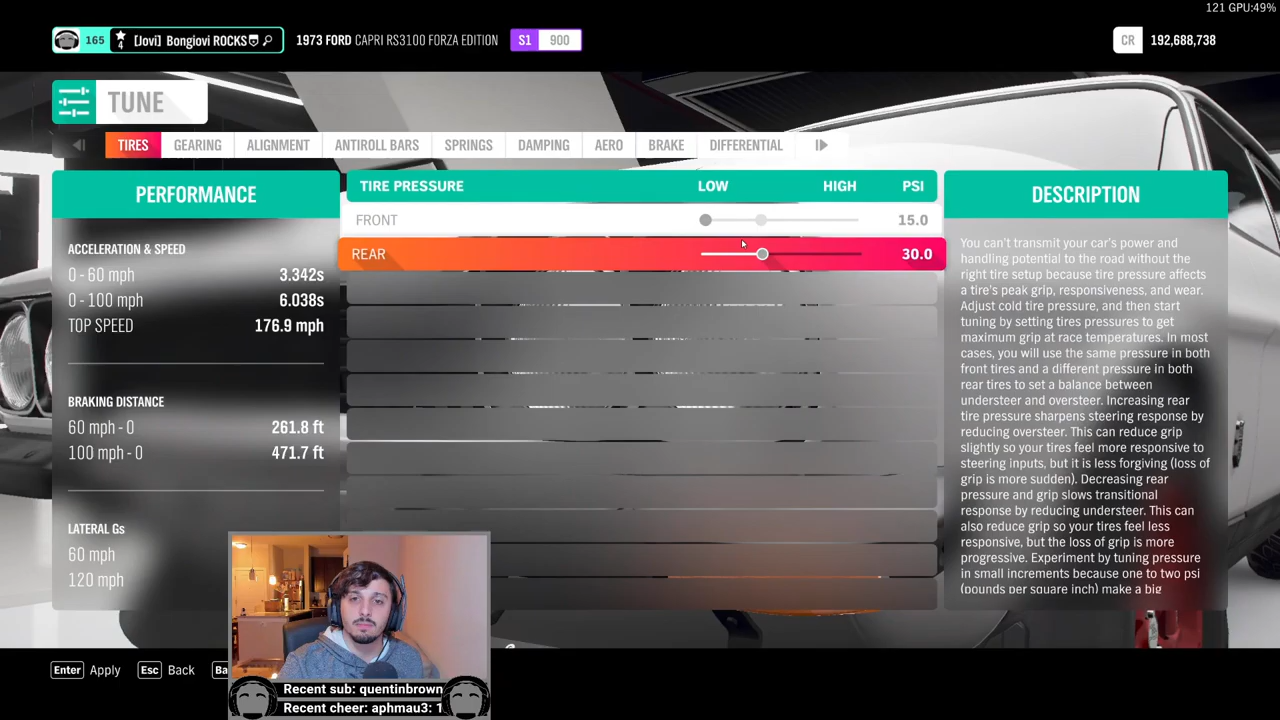 121 GPU:49%
165 4 [Jovi] Bongiovi ROCKS 1973 FORD CAPRI RS3100 FORZA EDITION S1 900 CR 192,688,738
TUNE
TIRES GEARING ALIGNMENT ANTIROLL BARS SPRINGS DAMPING AERO BRAKE DIFFERENTIAL
PERFORMANCE
ACCELERATION & SPEED
0 - 60 mph 3.342s
0 - 100 mph 6.038s
TOP SPEED 176.9 mph
BRAKING DISTANCE
60 mph - 0 261.8 ft
100 mph - 0 471.7 ft
LATERAL Gs
60 mph
120 mph
TIRE PRESSURE LOW HIGH PSI
FRONT 15.0
REAR 30.0
DESCRIPTION
You can't transmit your car's power and
handling potential to the road without the
right tire setup because tire pressure affects
a tire's peak grip, responsiveness, and wear.
Adjust cold tire pressure, and then start
tuning by setting tires pressures to get
maximum grip at race temperatures. In most
cases, you will use the same pressure in both
front tires and a different pressure in both
rear tires to set a balance between
understeer and oversteer. Increasing rear
tire pressure sharpens steering response by
reducing oversteer. This can reduce grip
slightly so your tires feel more responsive to
steering inputs, but it is less forgiving (loss of
grip is more sudden). Decreasing rear
pressure and grip slows transitional
response by reducing understeer. This can
also reduce grip so your tires feel less
responsive, but the loss of grip is more
progressive. Experiment by tuning pressure
in small increments because one to two psi
(pounds per square inch) make a big
Enter Apply Esc Back Ba
Recent sub: quentinbrown
Recent cheer: aphmau3: 1